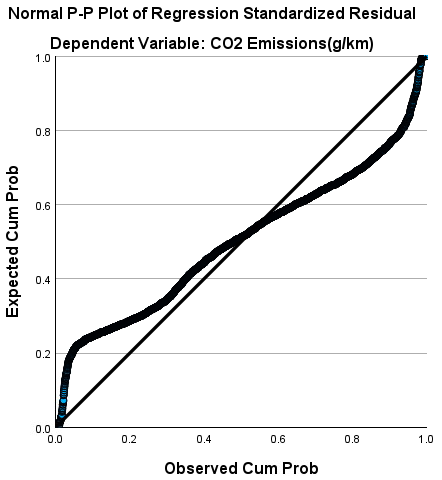 Normal P-P Plot of Regression Standardized Residual
Dependent Variable: CO2 Emissions(g/km)
1.0
0.8
0.6
0.4
0.2
0.0
Expected Cum Prob
0.0 0.2 0.4 0.6 0.8 1.0
Observed Cum Prob